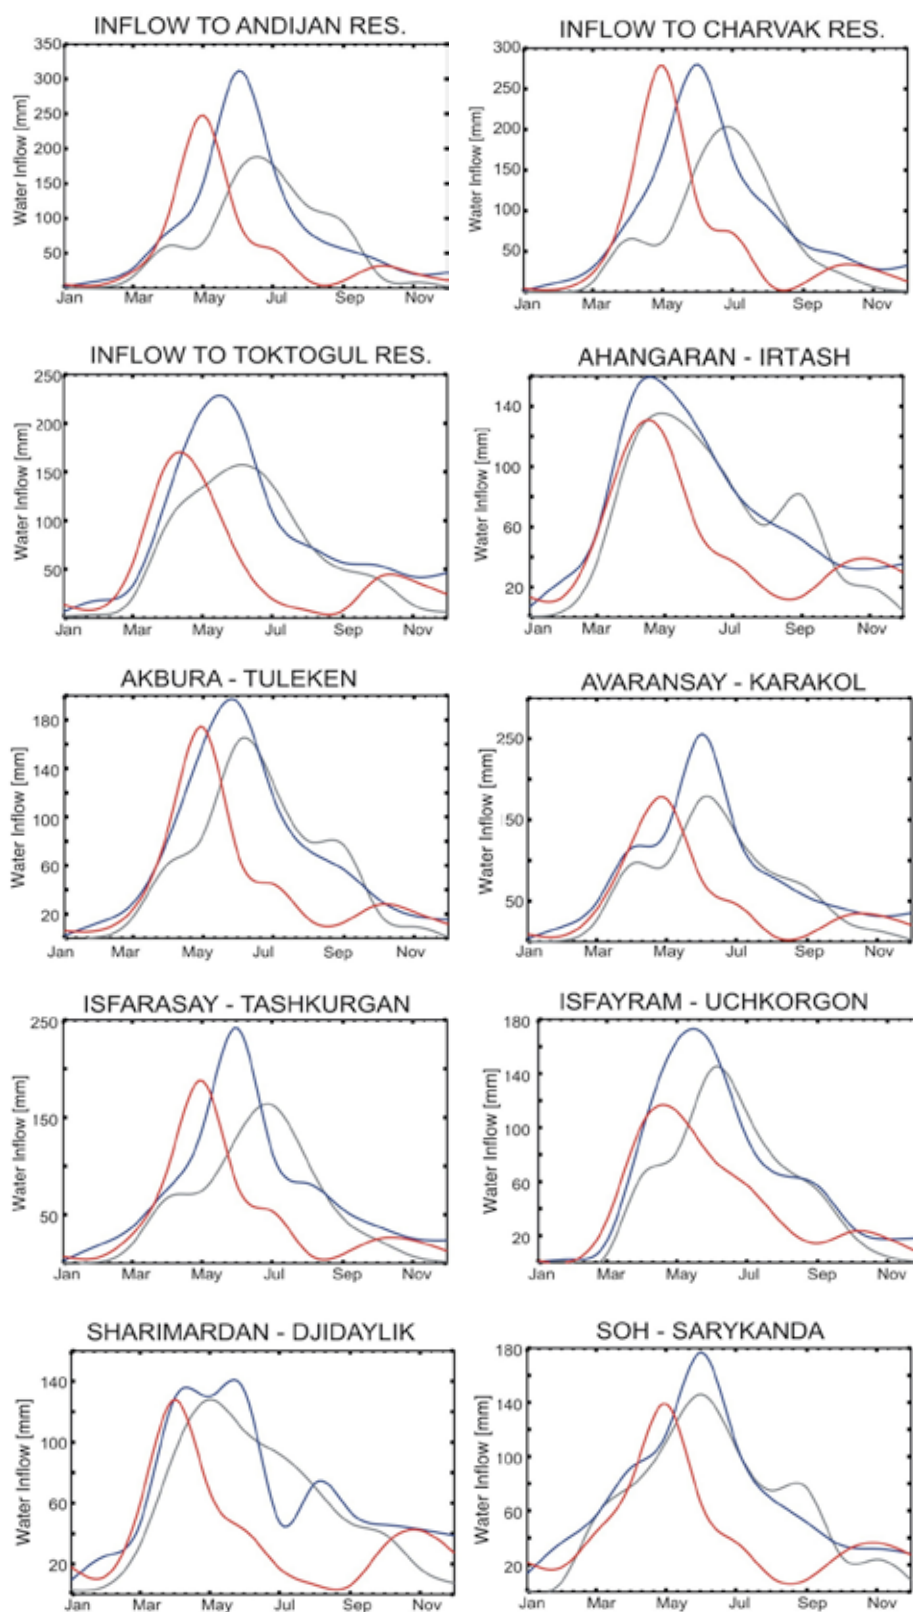 INFLOW TO ANDIJAN RES.
Water Inflow [mm]
350
300
250
200
150
100
50
Jan Mar May Jul Sep Nov
INFLOW TO CHARVAK RES.
Water Inflow [mm]
300
250
200
150
100
50
Jan Mar May Jul Sep Nov
INFLOW TO TOKTOGUL RES.
Water Inflow [mm]
250
200
150
100
50
Jan Mar May Jul Sep Nov
AHANGARAN - IRTASH
Water Inflow [mm]
140
100
60
20
Jan Mar May Jul Sep Nov
AKBURA - TULEKEN
Water Inflow [mm]
180
140
100
60
20
Jan Mar May Jul Sep Nov
AVARANSAY - KARAKOL
Water Inflow [mm]
250
150
50
Jan Mar May Jul Sep Nov
ISFARASAY - TASHKURGAN
Water Inflow [mm]
250
150
50
Jan Mar May Jul Sep Nov
ISFAYRAM - UCHKORGON
Water Inflow [mm]
180
140
100
60
20
Jan Mar May Jul Sep Nov
SHARIMARDAN - DJIDAYLIK
Water Inflow [mm]
140
100
60
20
Jan Mar May Jul Sep Nov
SOH - SARYKANDA
Water Inflow [mm]
180
140
100
60
20
Jan Mar May Jul Sep Nov